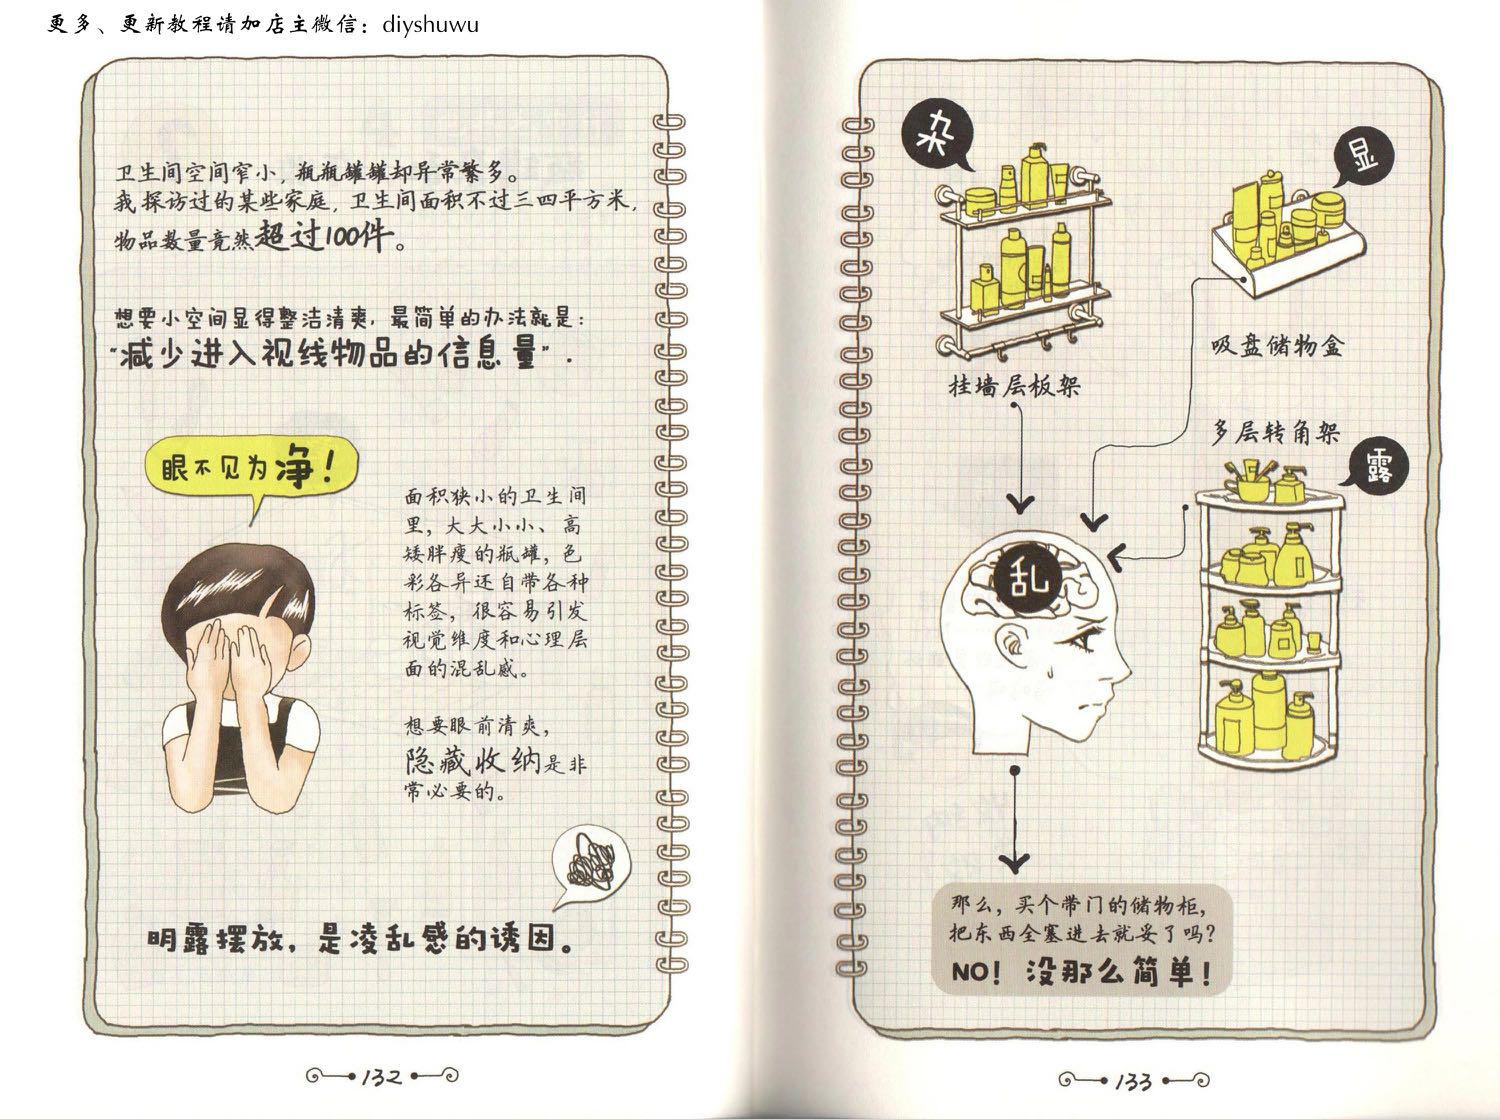 更多、更新教程请加店主微信：diyshuwu
卫生间空间窄小，瓶瓶罐罐却异常繁多。
我探访过的某些家庭，卫生间面积不过三四平方米，
物品数量竟然超过100件。
想要小空间显得整洁清爽，最简单的办法就是：
“减少进入视线物品的信息量”．
眼不见为净！
面积狭小的卫生间
里，大大小小、高
矮胖瘦的瓶罐，色
彩各异还自带各种
标签，很容易引发
视觉维度和心理层
面的混乱感。
想要眼前清爽，
隐藏收纳是非
常必要的。
明露摆放，是凌乱感的诱因。
132
杂
显
挂墙层板架
吸盘储物盒
多层转角架
露
乱
那么，买个带门的储物柜，
把东西全塞进去就妥了吗？
NO！没那么简单！
133